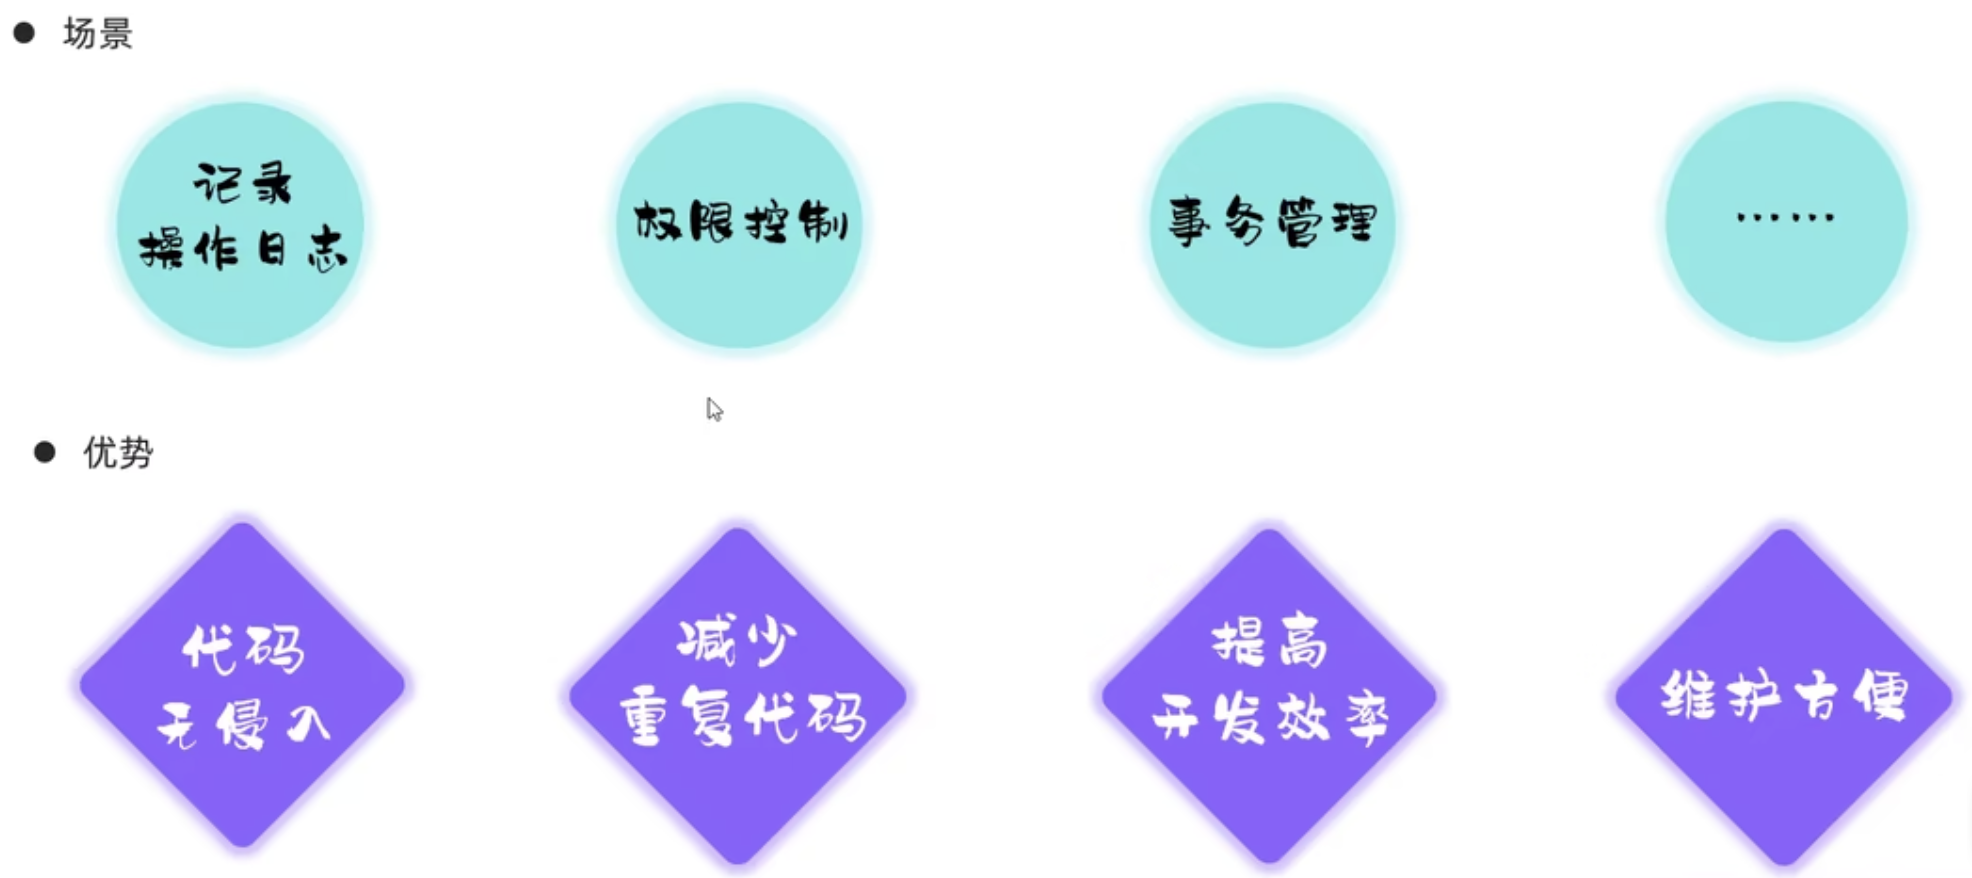 场景
记录
操作日志
权限控制
事务管理
……
优势
代码
无侵入
减少
重复代码
提高
开发效率
维护方便